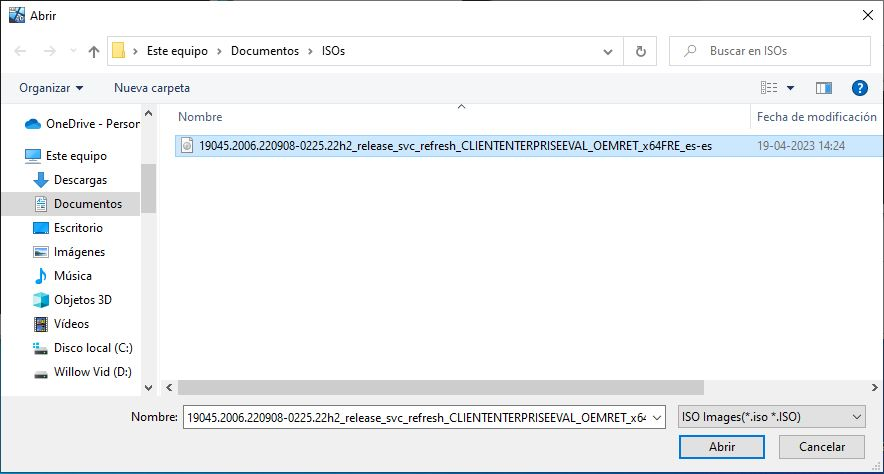 Abrir
Este equipo > Documentos > ISOs
Buscar en ISOs
Organizar
Nueva carpeta
Nombre
Fecha de modificación
OneDrive - Person
19045.2006.220908-0225.22h2_release_svc_refresh_CLIENTENTERPRISEEVAL_OEMRET_x64FRE_es-es
19-04-2023 14:24
Este equipo
Descargas
Documentos
Escritorio
Imágenes
Música
Objetos 3D
Vídeos
Disco local (C:)
Willow Vid (D:)
Nombre:
19045.2006.220908-0225.22h2_release_svc_refresh_CLIENTENTERPRISEEVAL_OEMRET_x64
ISO Images(*.iso *.ISO)
Abrir
Cancelar